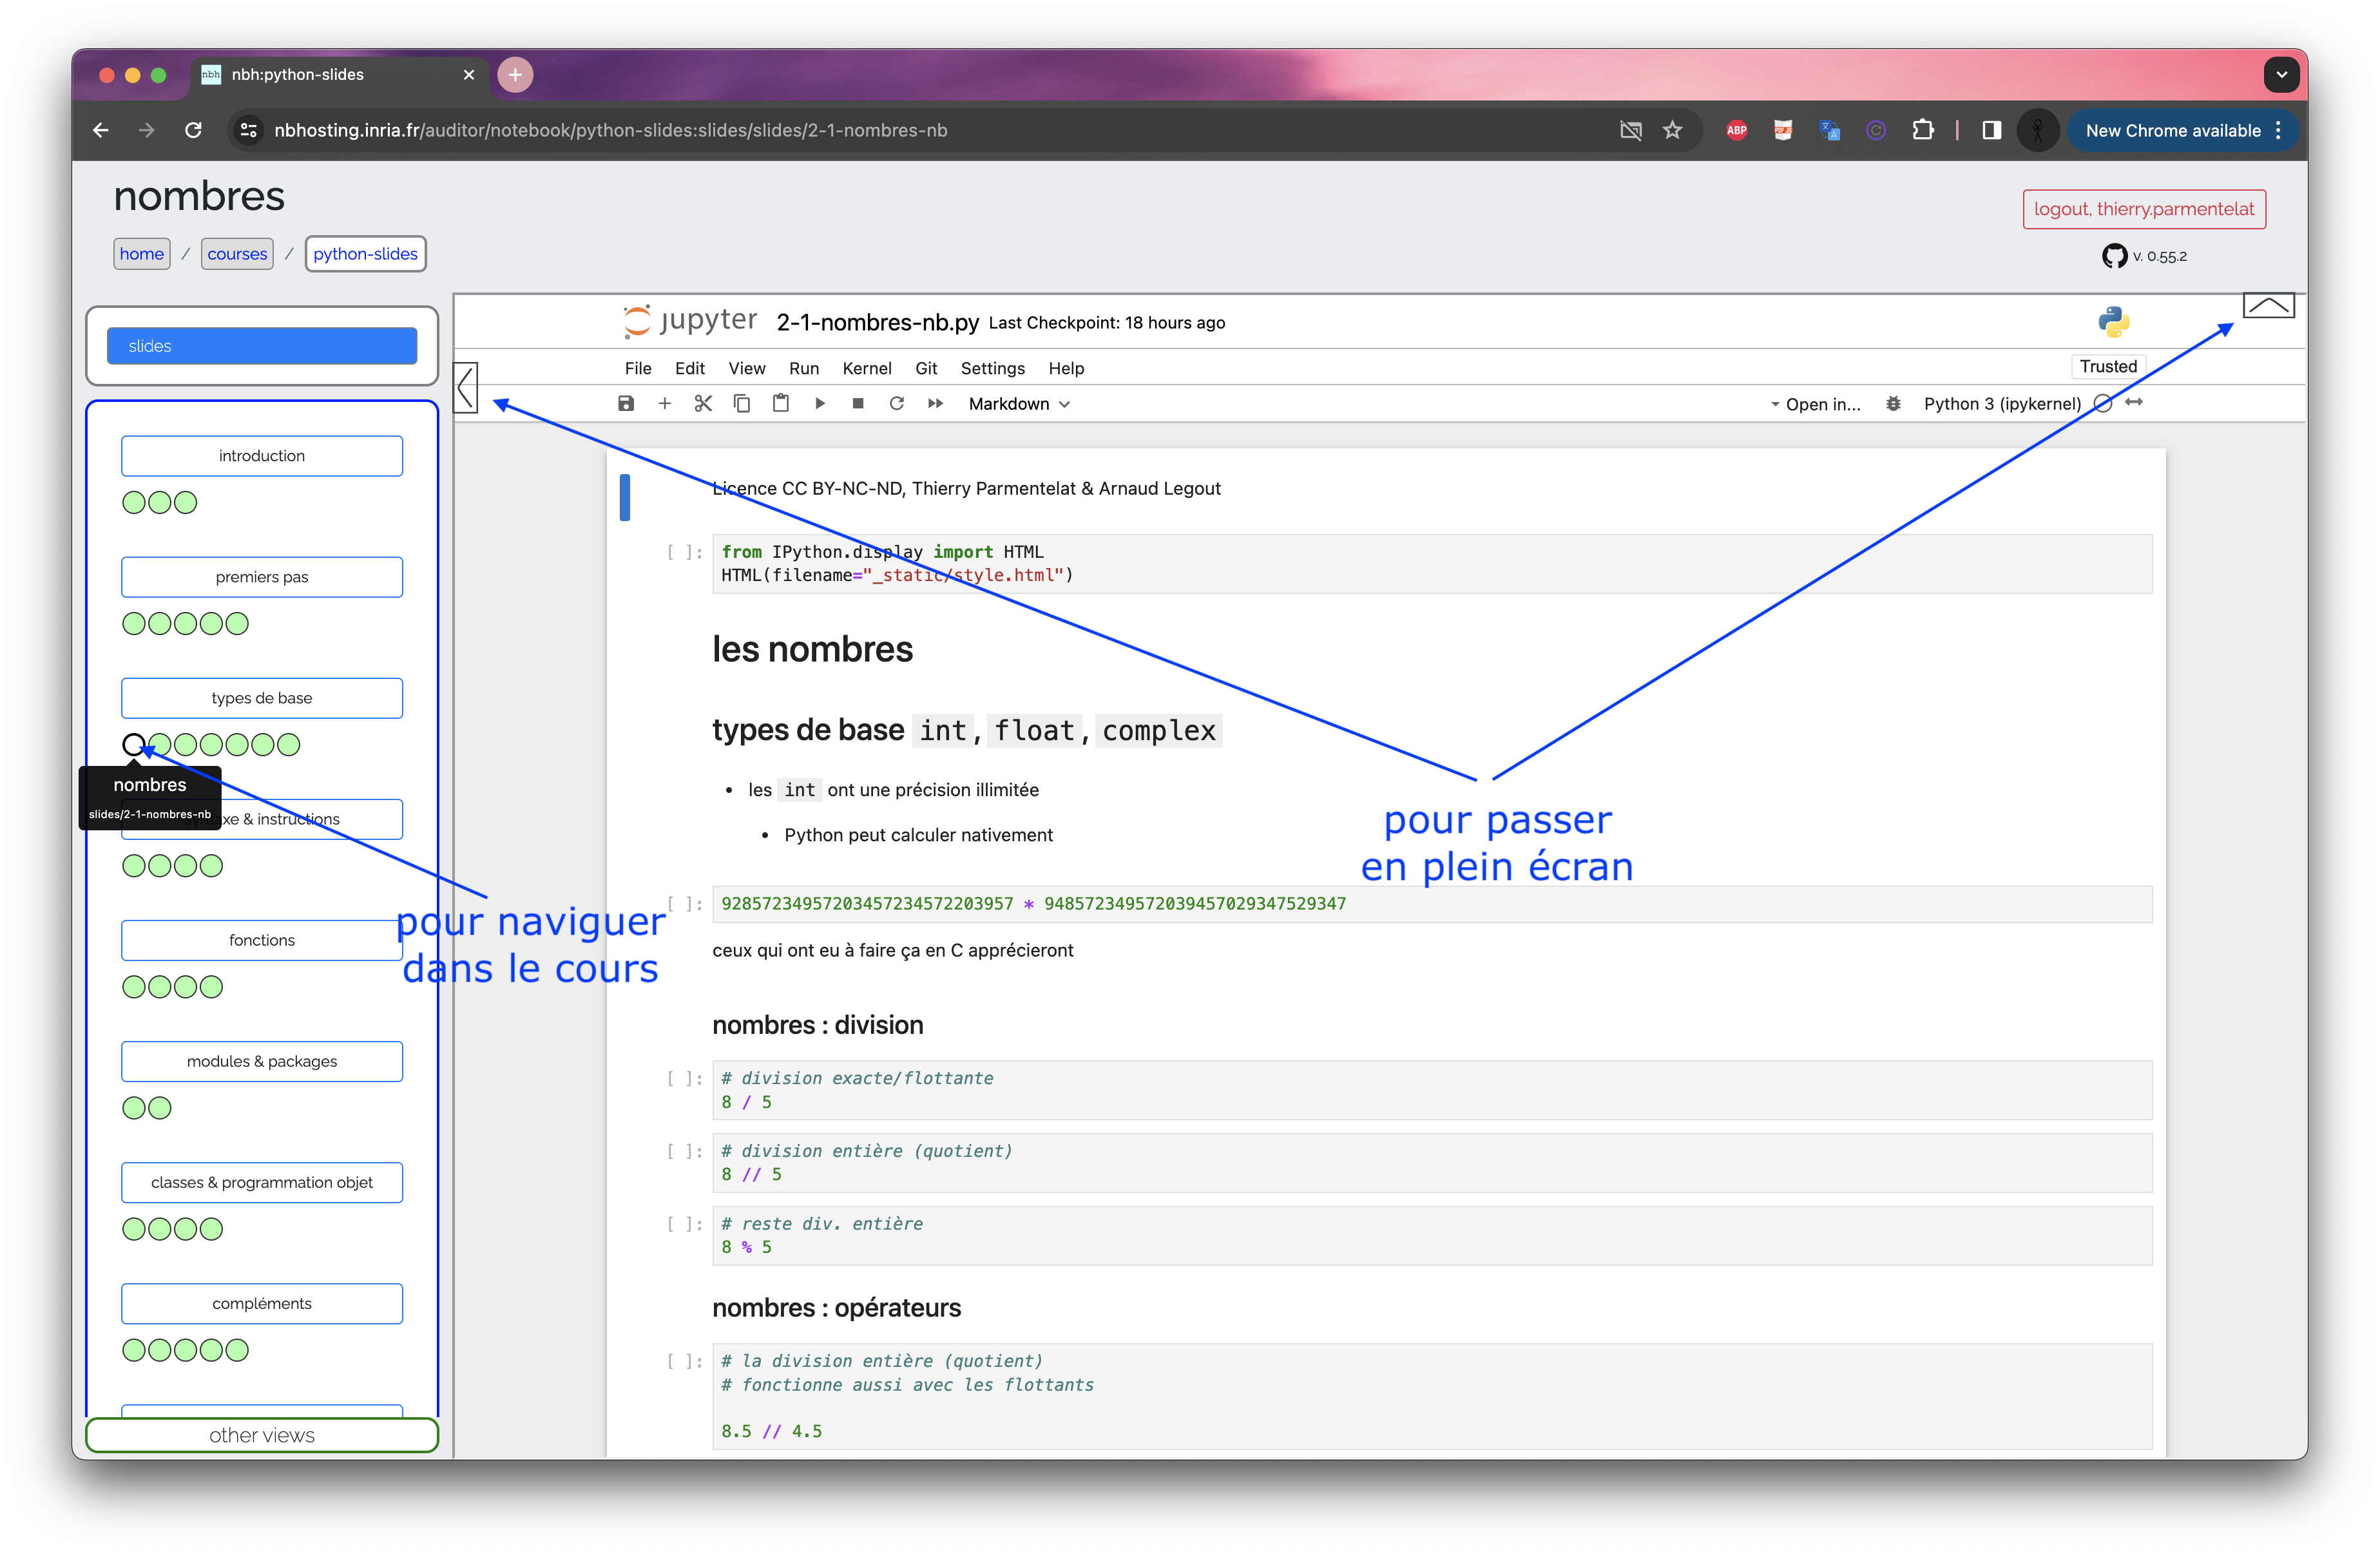 nbh nbh:python-slides
nbhosting.inria.fr/auditor/notebook/python-slides:slides/slides/2-1-nombres-nb
ABP
New Chrome available
nombres
logout, thierry.parmentelat
home / courses / python-slides
v. 0.55.2
slides
introduction
premiers pas
types de base
nombres
slides/2-1-nombres-nb
syntaxe & instructions
fonctions
modules & packages
classes & programmation objet
compléments
other views
pour naviguer
dans le cours
jupyter 2-1-nombres-nb.py Last Checkpoint: 18 hours ago
File Edit View Run Kernel Git Settings Help
Trusted
Markdown
Open in...
Python 3 (ipykernel)
Licence CC BY-NC-ND, Thierry Parmentelat & Arnaud Legout
[ ]: from IPython.display import HTML
HTML(filename="_static/style.html")
les nombres
types de base int, float, complex
• les int ont une précision illimitée
• Python peut calculer nativement
pour passer
en plein écran
[ ]: 92857234957203457234572203957 * 948572349572039457029347529347
ceux qui ont eu à faire ça en C apprécieront
nombres : division
[ ]: # division exacte/flottante
8 / 5
[ ]: # division entière (quotient)
8 // 5
[ ]: # reste div. entière
8 % 5
nombres : opérateurs
[ ]: # la division entière (quotient)
# fonctionne aussi avec les flottants
8.5 // 4.5